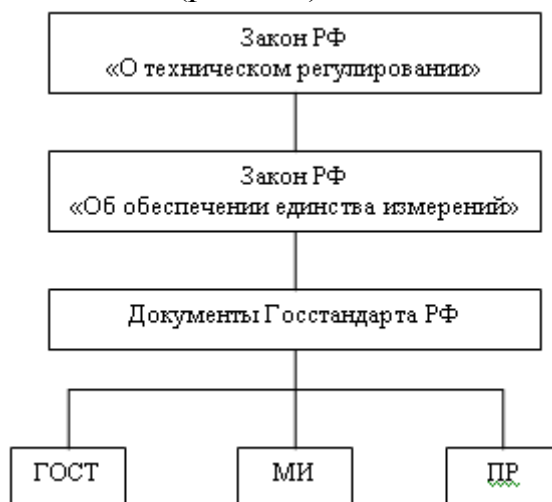 Закон РФ
«О техническом регулировании»
Закон РФ
«Об обеспечении единства измерений»
Документы Госстандарта РФ
ГОСТ
МИ
ПР